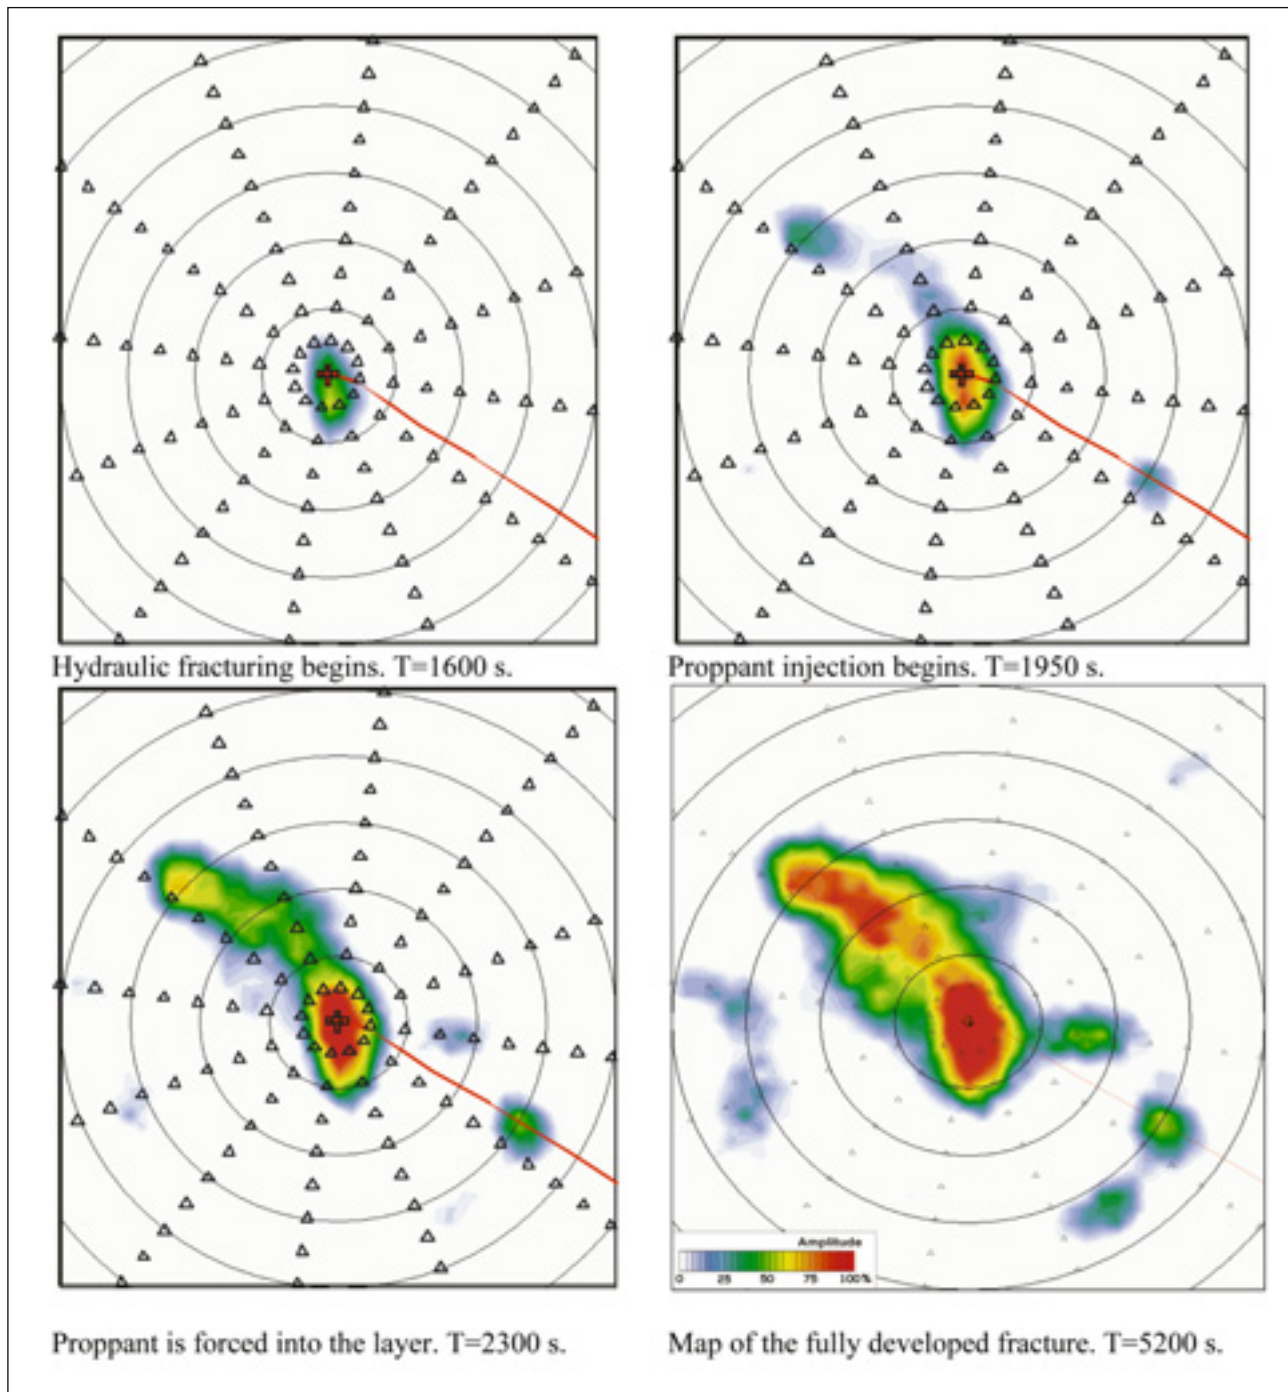 Hydraulic fracturing begins. T=1600 s.
Proppant injection begins. T=1950 s.
Amplitude
0 25 50 75 100%
Proppant is forced into the layer. T=2300 s.
Map of the fully developed fracture. T=5200 s.